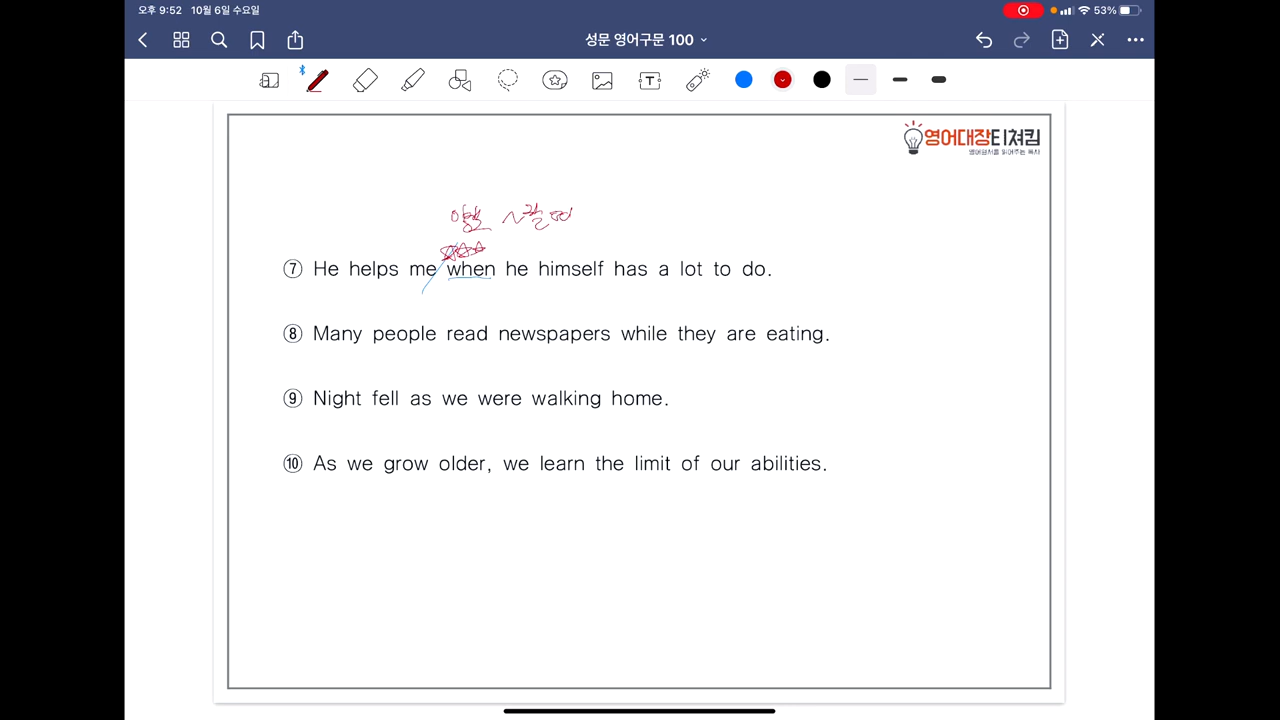 오후 9:52 10월 6일 수요일
53%
성문 영어구문 100
영어대장티쳐킴
~할 때
⑦ He helps me when he himself has a lot to do.
⑧ Many people read newspapers while they are eating.
⑨ Night fell as we were walking home.
⑩ As we grow older, we learn the limit of our abilities.